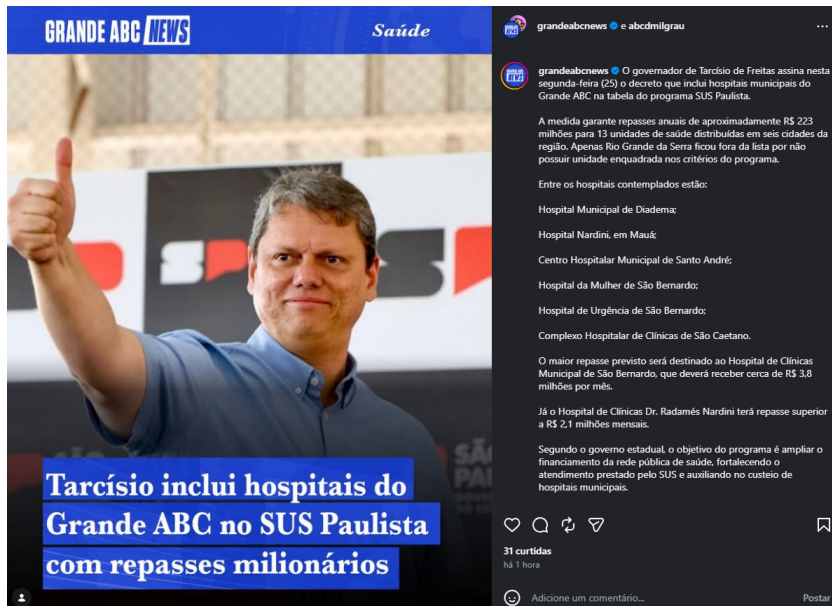 GRANDE ABC NEWS
Saúde
SÃO
PA
Tarcísio inclui hospitais do
Grande ABC no SUS Paulista
com repasses milionários
grandeabcnews e abcdmilgrau
grandeabcnews O governador de Tarcísio de Freitas assina nesta
segunda-feira (25) o decreto que inclui hospitais municipais do
Grande ABC na tabela do programa SUS Paulista.
A medida garante repasses anuais de aproximadamente R$ 223
milhões para 13 unidades de saúde distribuídas em seis cidades da
região. Apenas Rio Grande da Serra ficou fora da lista por não
possuir unidade enquadrada nos critérios do programa.
Entre os hospitais contemplados estão:
Hospital Municipal de Diadema;
Hospital Nardini, em Mauá;
Centro Hospitalar Municipal de Santo André;
Hospital da Mulher de São Bernardo;
Hospital de Urgência de São Bernardo;
Complexo Hospitalar de Clínicas de São Caetano.
O maior repasse previsto será destinado ao Hospital de Clínicas
Municipal de São Bernardo, que deverá receber cerca de R$ 3,8
milhões por mês.
Já o Hospital de Clínicas Dr. Radamés Nardini terá repasse superior
a R$ 2,1 milhões mensais.
Segundo o governo estadual, o objetivo do programa é ampliar o
financiamento da rede pública de saúde, fortalecendo o
atendimento prestado pelo SUS e auxiliando no custeio de
hospitais municipais.
31 curtidas
há 1 hora
Adicione um comentário...
Postar